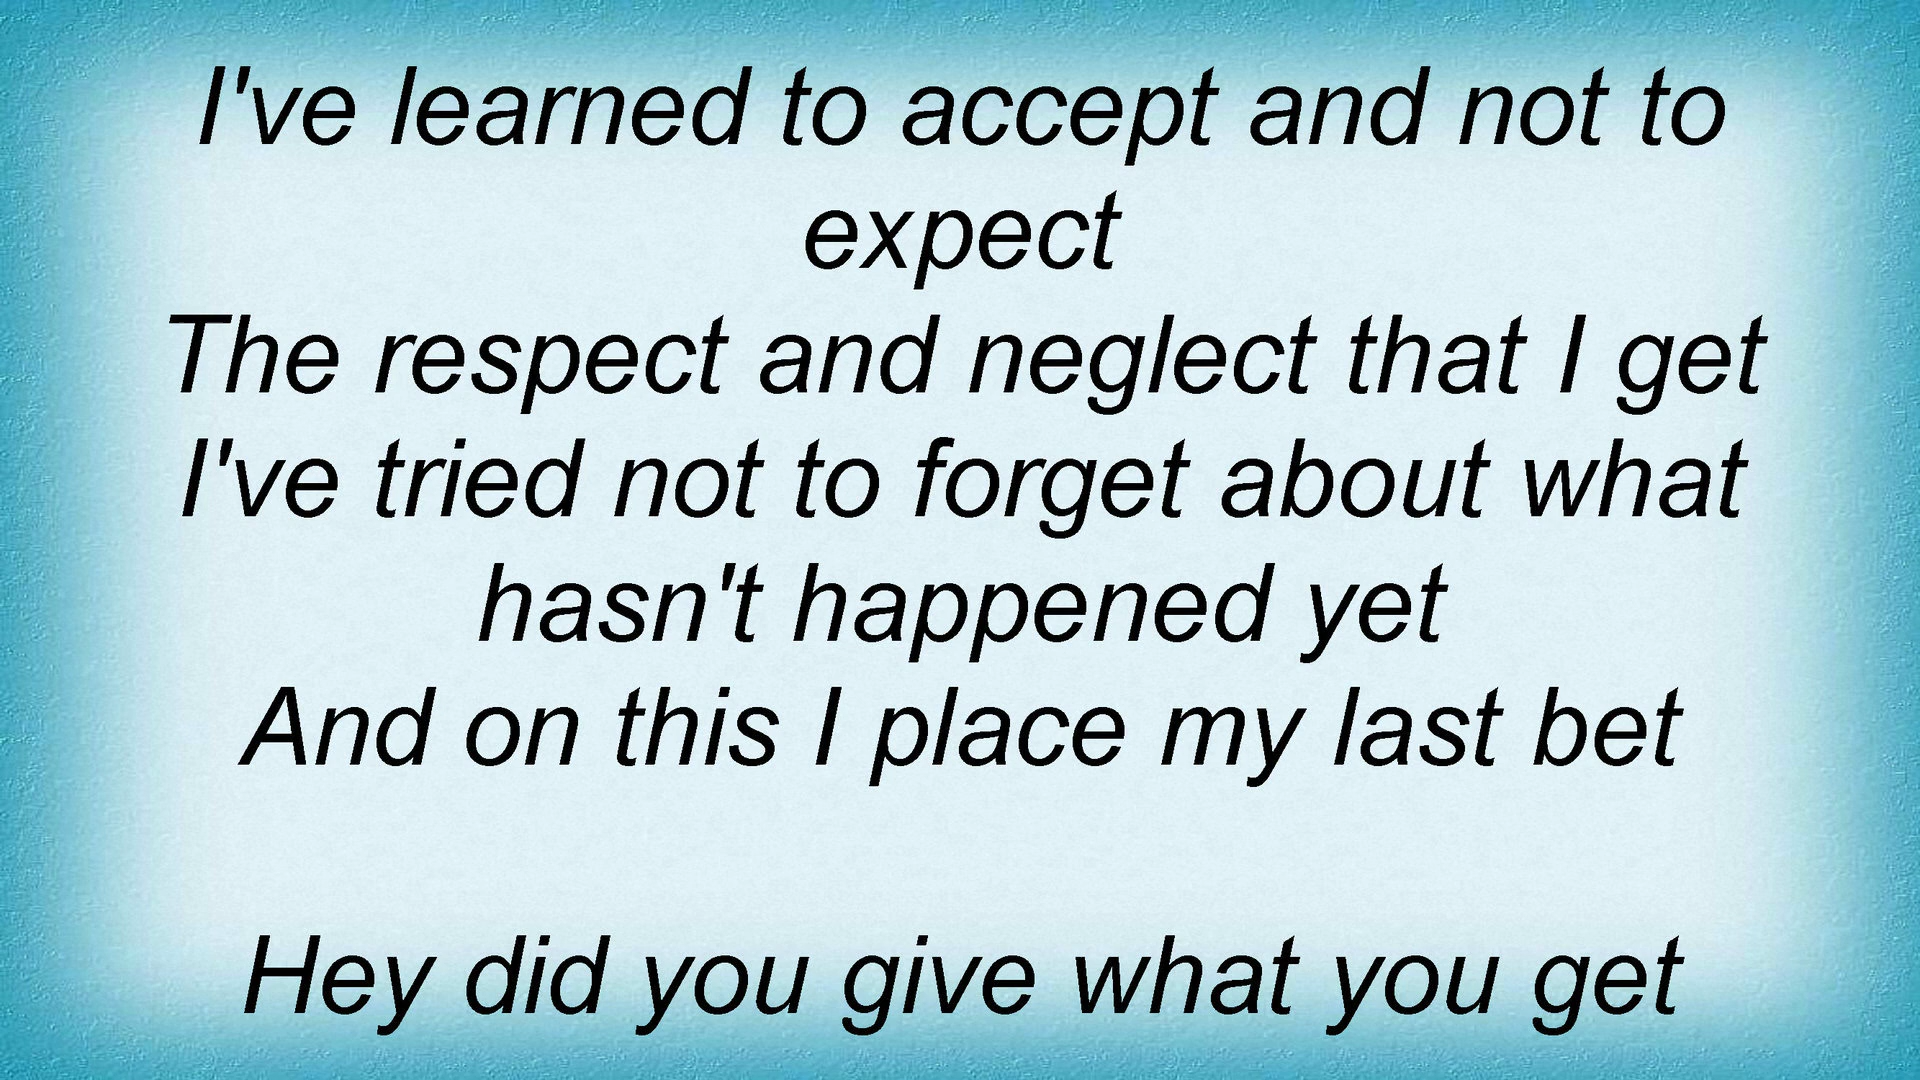 I've learned to accept and not to
expect
The respect and neglect that I get
I've tried not to forget about what
hasn't happened yet
And on this I place my last bet
Hey did you give what you get